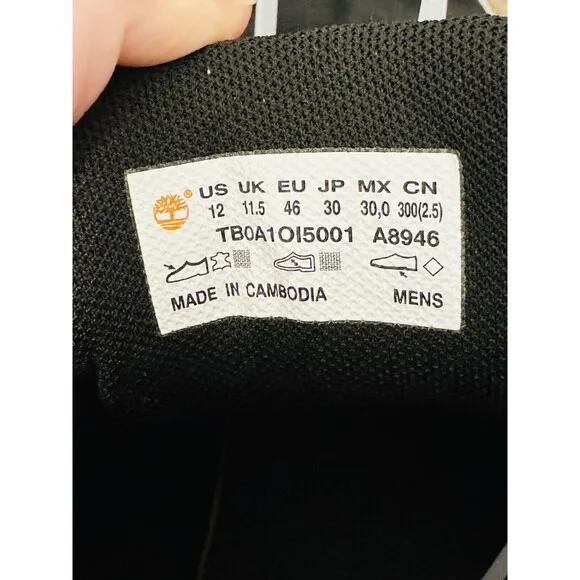 US UK EU JP MX CN
12 11.5 46 30 30,0 300(2.5)
TB0A1OI5001 A8946
MADE IN CAMBODIA MENS
®